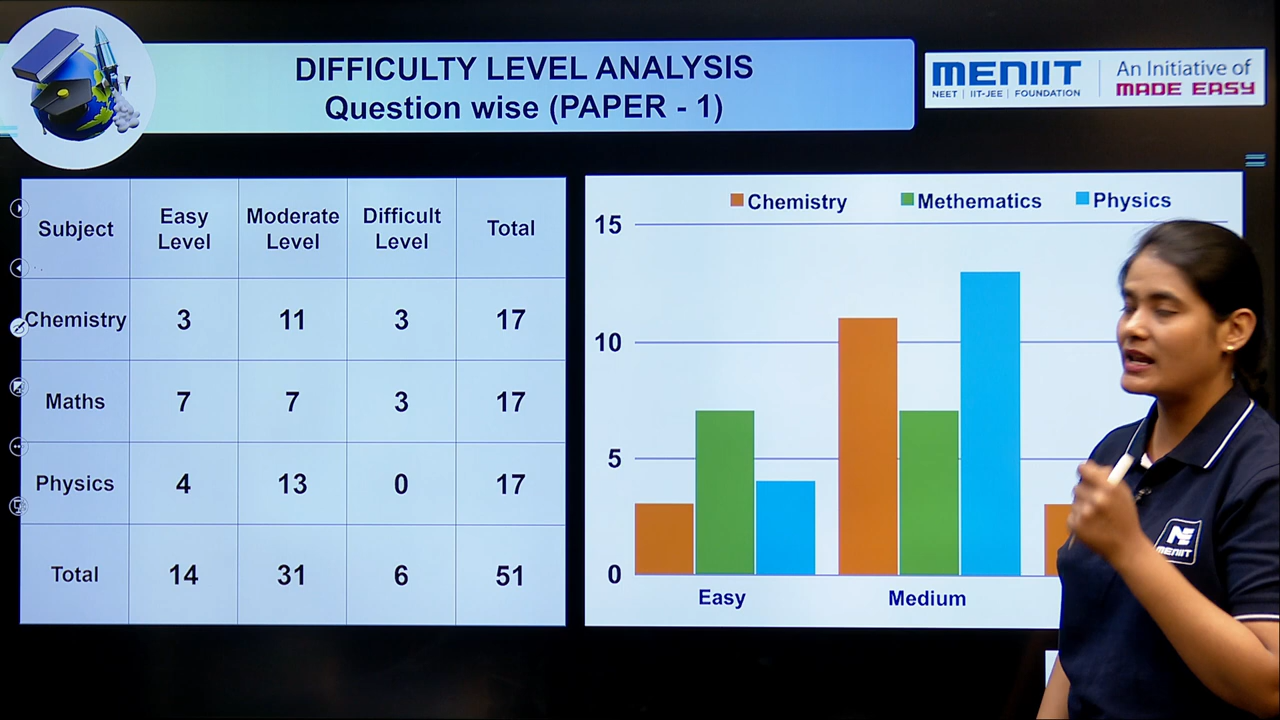 DIFFICULTY LEVEL ANALYSIS
Question wise (PAPER - 1)
MENIIT
NEET | IIT-JEE | FOUNDATION
An Initiative of
MADE EASY
Subject Easy Level Moderate Level Difficult Level Total
Chemistry 3 11 3 17
Maths 7 7 3 17
Physics 4 13 0 17
Total 14 31 6 51
Chemistry Methematics Physics
15
10
5
0
Easy Medium
MENIIT